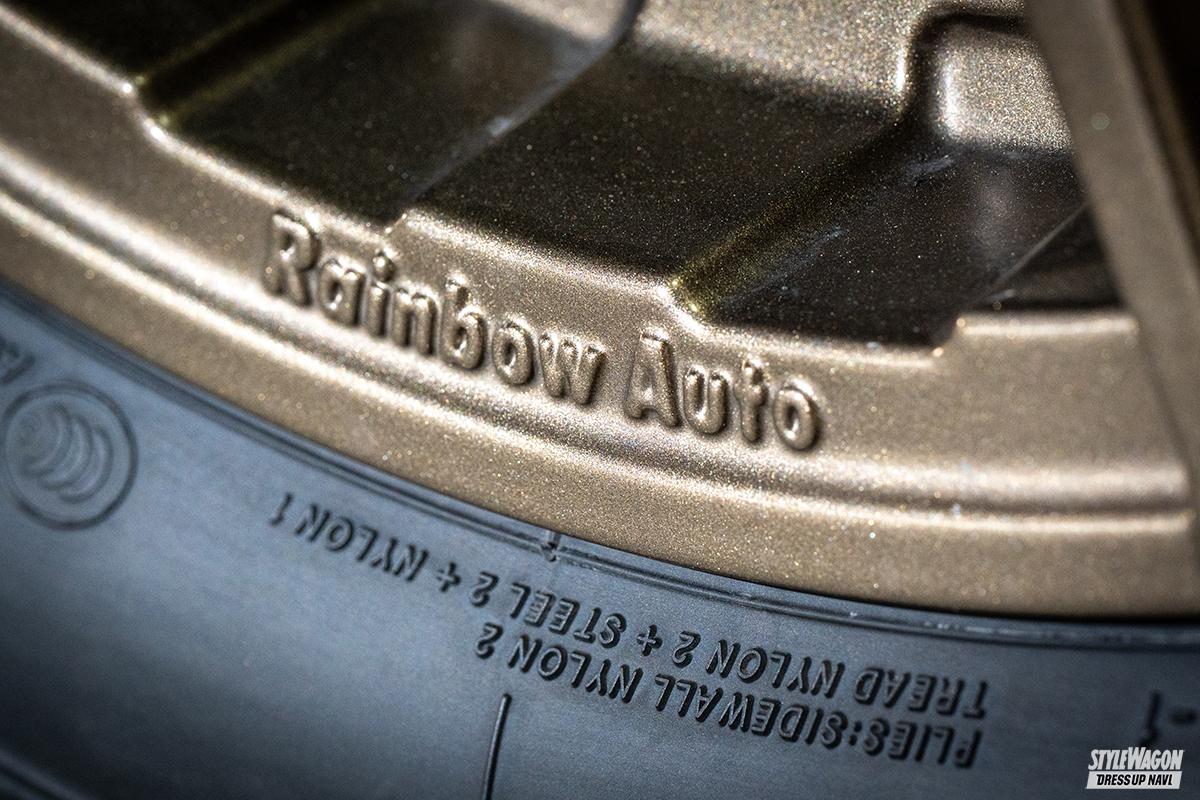 Rainbow Auto
PLIES:SIDEWALL NYLON 2
TREAD NYLON 2 + STEEL 2 + NYLON 1
STYLEWAGON
DRESS UP NAVI.